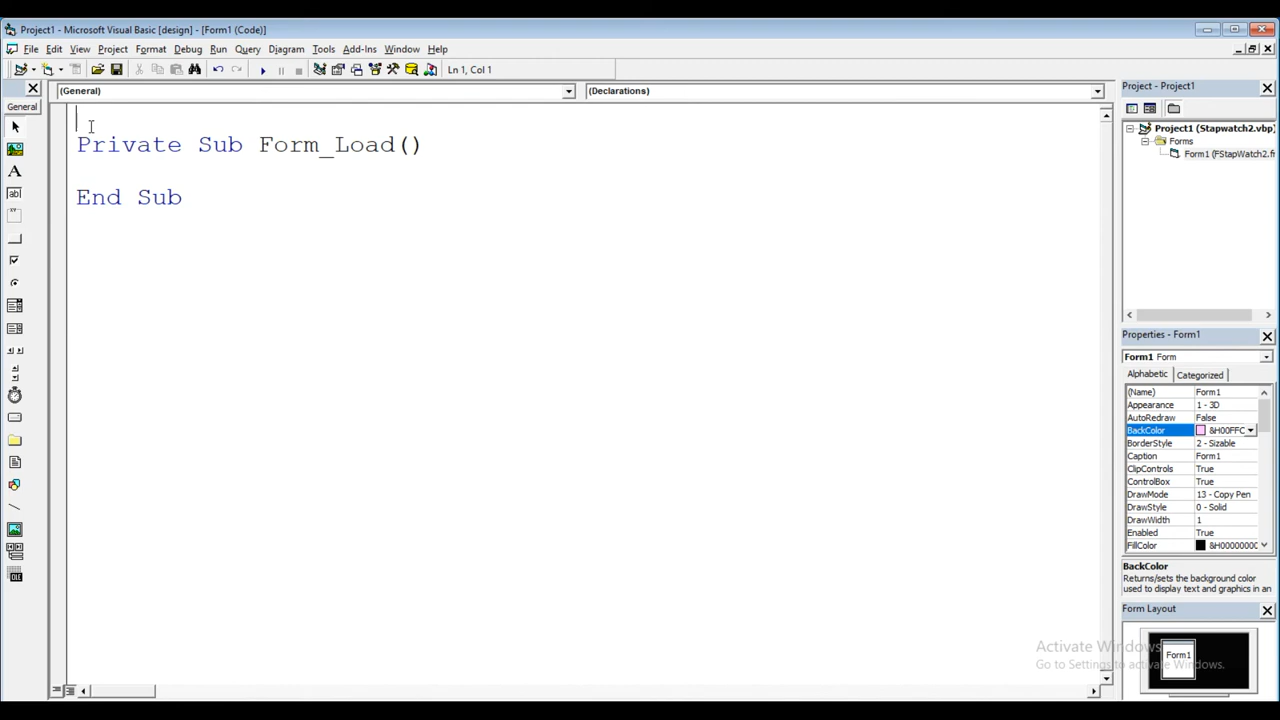 Project1 - Microsoft Visual Basic [design] - [Form1 (Code)]
File Edit View Project Format Debug Run Query Diagram Tools Add-Ins Window Help
Ln 1, Col 1
General
(General) (Declarations)
Private Sub Form_Load()
End Sub
A
ab|
XY
OLE
Project - Project1
Project1 (Stapwatch2.vbp)
Forms
Form1 (FStapWatch2.fr
Properties - Form1
Form1 Form
Alphabetic Categorized
(Name) Form1
Appearance 1 - 3D
AutoRedraw False
BackColor &H00FFC
BorderStyle 2 - Sizable
Caption Form1
ClipControls True
ControlBox True
DrawMode 13 - Copy Pen
DrawStyle 0 - Solid
DrawWidth 1
Enabled True
FillColor &H0000000C
BackColor
Returns/sets the background color
used to display text and graphics in an
Form Layout
Form1
Activate Windows
Go to Settings to activate Windows.